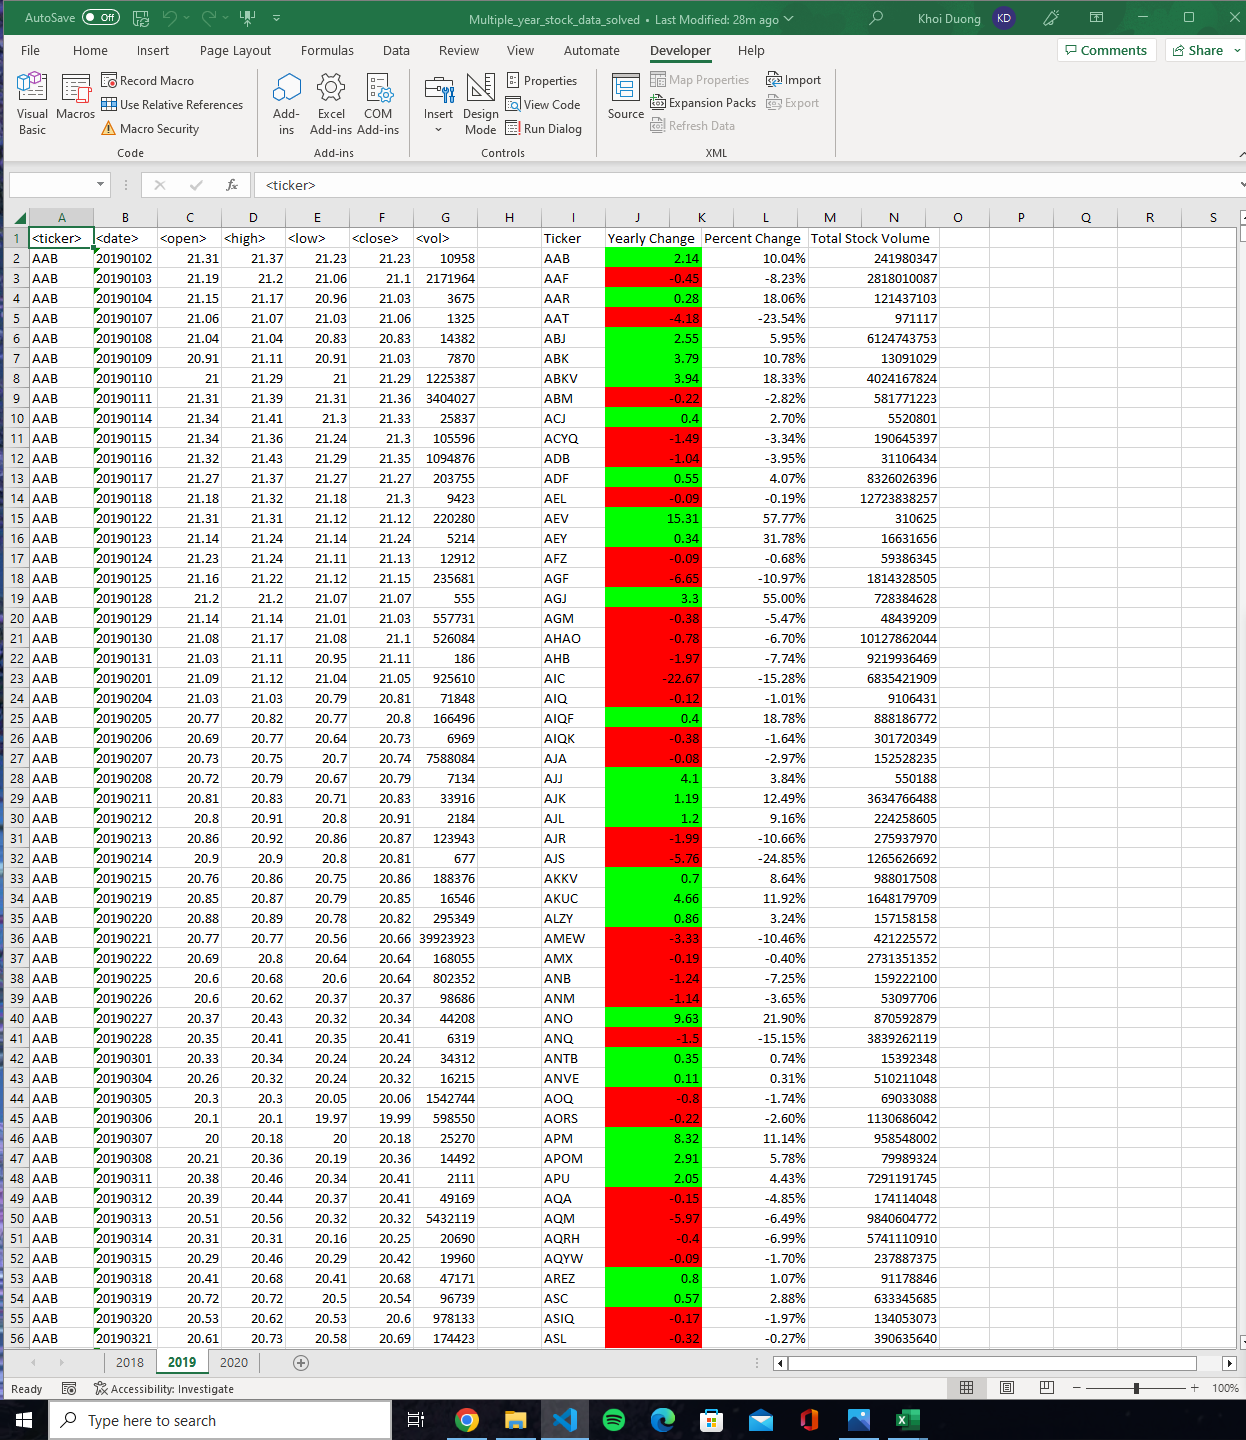 AutoSave Off Multiple_year_stock_data_solved • Last Modified: 28m ago Khoi Duong KD
File Home Insert Page Layout Formulas Data Review View Automate Developer Help Comments Share
Visual Basic Macros Record Macro Use Relative References Macro Security
Add-ins Excel Add-ins COM Add-ins
Insert Design Mode Properties View Code Run Dialog
Source Map Properties Expansion Packs Refresh Data Import Export
Code Add-ins Controls XML
fx <ticker>
A B C D E F G H I J K L M N O P Q R S
1 <ticker> <date> <open> <high> <low> <close> <vol> Ticker Yearly Change Percent Change Total Stock Volume
2 AAB 20190102 21.31 21.37 21.23 21.23 10958 AAB 2.14 10.04% 241980347
3 AAB 20190103 21.19 21.2 21.06 21.1 2171964 AAF -0.45 -8.23% 2818010087
4 AAB 20190104 21.15 21.17 20.96 21.03 3675 AAR 0.28 18.06% 121437103
5 AAB 20190107 21.06 21.07 21.03 21.06 1325 AAT -4.18 -23.54% 971117
6 AAB 20190108 21.04 21.04 20.83 20.83 14382 ABJ 2.55 5.95% 6124743753
7 AAB 20190109 20.91 21.11 20.91 21.03 7870 ABK 3.79 10.78% 13091029
8 AAB 20190110 21 21.29 21 21.29 1225387 ABKV 3.94 18.33% 4024167824
9 AAB 20190111 21.31 21.39 21.31 21.36 3404027 ABM -0.22 -2.82% 581771223
10 AAB 20190114 21.34 21.41 21.3 21.33 25837 ACJ 0.4 2.70% 5520801
11 AAB 20190115 21.34 21.36 21.24 21.3 105596 ACYQ -1.49 -3.34% 190645397
12 AAB 20190116 21.32 21.43 21.29 21.35 1094876 ADB -1.04 -3.95% 31106434
13 AAB 20190117 21.27 21.37 21.27 21.27 203755 ADF 0.55 4.07% 8326026396
14 AAB 20190118 21.18 21.32 21.18 21.3 9423 AEL -0.09 -0.19% 12723838257
15 AAB 20190122 21.31 21.31 21.12 21.12 220280 AEV 15.31 57.77% 310625
16 AAB 20190123 21.14 21.24 21.14 21.24 5214 AEY 0.34 31.78% 16631656
17 AAB 20190124 21.23 21.24 21.11 21.13 12912 AFZ -0.09 -0.68% 59386345
18 AAB 20190125 21.16 21.22 21.12 21.15 235681 AGF -6.65 -10.97% 1814328505
19 AAB 20190128 21.2 21.2 21.07 21.07 555 AGJ 3.3 55.00% 728384628
20 AAB 20190129 21.14 21.14 21.01 21.03 557731 AGM -0.38 -5.47% 48439209
21 AAB 20190130 21.08 21.17 21.08 21.1 526084 AHAO -0.78 -6.70% 10127862044
22 AAB 20190131 21.03 21.11 20.95 21.11 186 AHB -1.97 -7.74% 9219936469
23 AAB 20190201 21.09 21.12 21.04 21.05 925610 AIC -22.67 -15.28% 6835421909
24 AAB 20190204 21.03 21.03 20.79 20.81 71848 AIQ -0.12 -1.01% 9106431
25 AAB 20190205 20.77 20.82 20.77 20.8 166496 AIQF 0.4 18.78% 888186772
26 AAB 20190206 20.69 20.77 20.64 20.73 6969 AIQK -0.38 -1.64% 301720349
27 AAB 20190207 20.73 20.75 20.7 20.74 7588084 AJA -0.08 -2.97% 152528235
28 AAB 20190208 20.72 20.79 20.67 20.79 7134 AJJ 4.1 3.84% 550188
29 AAB 20190211 20.81 20.83 20.71 20.83 33916 AJK 1.19 12.49% 3634766488
30 AAB 20190212 20.8 20.91 20.8 20.91 2184 AJL 1.2 9.16% 224258605
31 AAB 20190213 20.86 20.92 20.86 20.87 123943 AJR -1.99 -10.66% 275937970
32 AAB 20190214 20.9 20.9 20.8 20.81 677 AJS -5.76 -24.85% 1265626692
33 AAB 20190215 20.76 20.86 20.75 20.86 188376 AKKV 0.7 8.64% 988017508
34 AAB 20190219 20.85 20.87 20.79 20.85 16546 AKUC 4.66 11.92% 1648179709
35 AAB 20190220 20.88 20.89 20.78 20.82 295349 ALZY 0.86 3.24% 157158158
36 AAB 20190221 20.77 20.77 20.56 20.66 39923923 AMEW -3.33 -10.46% 421225572
37 AAB 20190222 20.69 20.8 20.64 20.64 168055 AMX -0.19 -0.40% 2731351352
38 AAB 20190225 20.6 20.68 20.6 20.64 802352 ANB -1.24 -7.25% 159222100
39 AAB 20190226 20.6 20.62 20.37 20.37 98686 ANM -1.14 -3.65% 53097706
40 AAB 20190227 20.37 20.43 20.32 20.34 44208 ANO 9.63 21.90% 870592879
41 AAB 20190228 20.35 20.41 20.35 20.41 6319 ANQ -1.5 -15.15% 3839262119
42 AAB 20190301 20.33 20.34 20.24 20.24 34312 ANTB 0.35 0.74% 15392348
43 AAB 20190304 20.26 20.32 20.24 20.32 16215 ANVE 0.11 0.31% 510211048
44 AAB 20190305 20.3 20.3 20.05 20.06 1542744 AOQ -0.8 -1.74% 69033088
45 AAB 20190306 20.1 20.1 19.97 19.99 598550 AORS -0.22 -2.60% 1130686042
46 AAB 20190307 20 20.18 20 20.18 25270 APM 8.32 11.14% 958548002
47 AAB 20190308 20.21 20.36 20.19 20.36 14492 APOM 2.91 5.78% 79989324
48 AAB 20190311 20.38 20.46 20.34 20.41 2111 APU 2.05 4.43% 7291191745
49 AAB 20190312 20.39 20.44 20.37 20.41 49169 AQA -0.15 -4.85% 174114048
50 AAB 20190313 20.51 20.56 20.32 20.32 5432119 AQM -5.97 -6.49% 9840604772
51 AAB 20190314 20.31 20.31 20.16 20.25 20690 AQRH -0.4 -6.99% 5741110910
52 AAB 20190315 20.29 20.46 20.29 20.42 19960 AQYW -0.09 -1.70% 237887375
53 AAB 20190318 20.41 20.68 20.41 20.68 47171 AREZ 0.8 1.07% 91178846
54 AAB 20190319 20.72 20.72 20.5 20.54 96739 ASC 0.57 2.88% 633345685
55 AAB 20190320 20.53 20.62 20.53 20.6 978133 ASIQ -0.17 -1.97% 134053073
56 AAB 20190321 20.61 20.73 20.58 20.69 174423 ASL -0.32 -0.27% 390635640
2018 2019 2020
Ready Accessibility: Investigate 100%
Type here to search